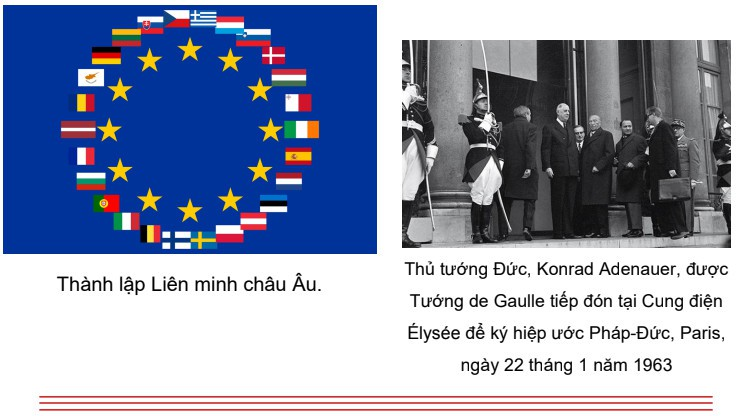 Thành lập Liên minh châu Âu.
Thủ tướng Đức, Konrad Adenauer, được
Tướng de Gaulle tiếp đón tại Cung điện
Élysée để ký hiệp ước Pháp-Đức, Paris,
ngày 22 tháng 1 năm 1963